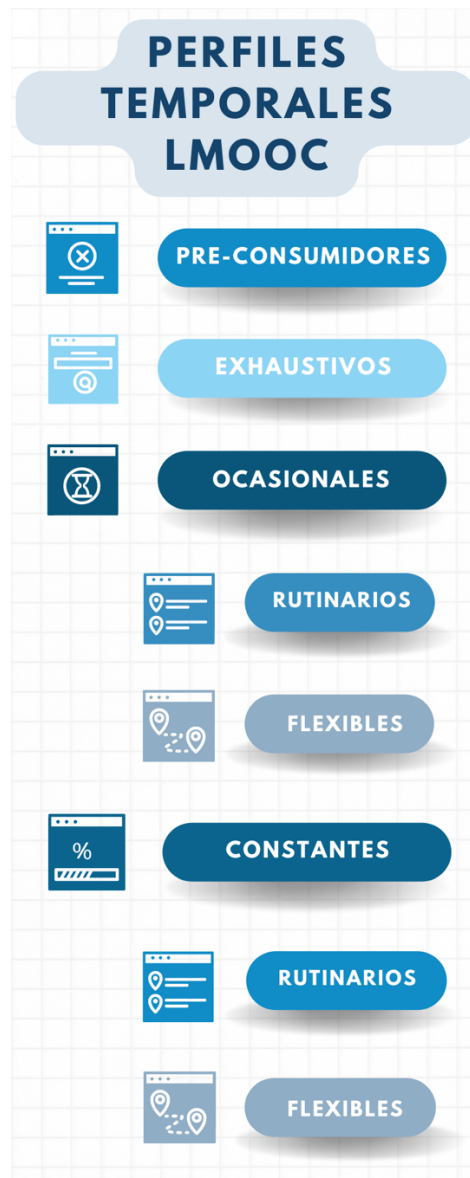 PERFILES
TEMPORALES
LMOOC
PRE-CONSUMIDORES
EXHAUSTIVOS
OCASIONALES
RUTINARIOS
FLEXIBLES
%
CONSTANTES
RUTINARIOS
FLEXIBLES